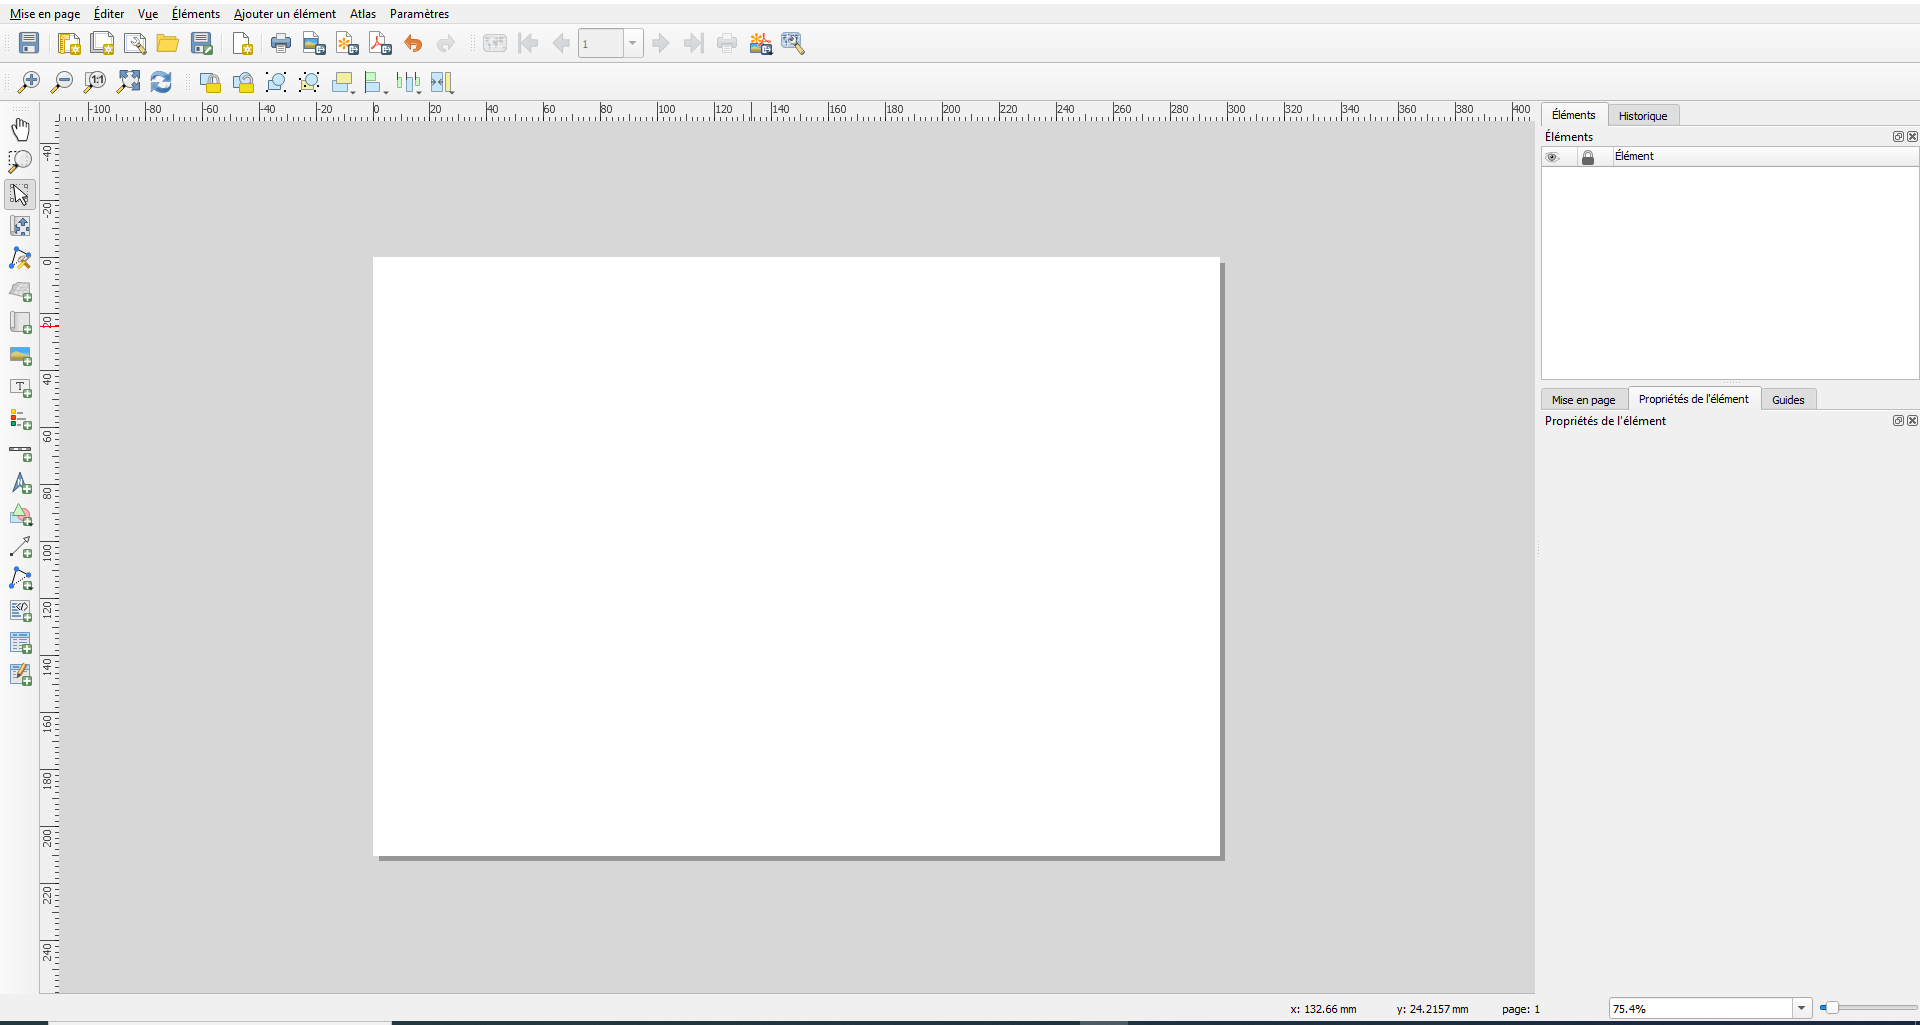 Mise en page Éditer Vue Éléments Ajouter un élément Atlas Paramètres
1
1:1
-100 -80 -60 -40 -20 0 20 40 60 80 100 120 140 160 180 200 220 240 260 280 300 320 340 360 380 400
-40
-20
0
20
40
60
80
100
120
140
160
180
200
220
240
T
Éléments Historique
Éléments
Élément
Mise en page Propriétés de l'élément Guides
Propriétés de l'élément
x: 132.66 mm y: 24.2157 mm page: 1 75.4%